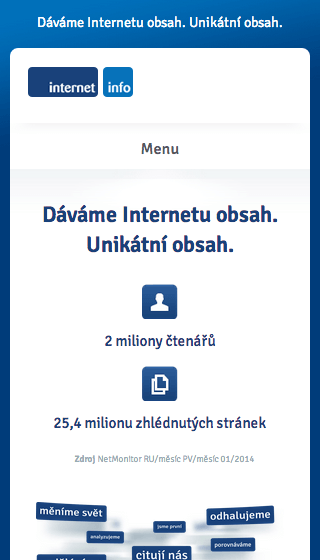 Dáváme Internetu obsah. Unikátní obsah.
internet info
Menu
Dáváme Internetu obsah.
Unikátní obsah.
2 miliony čtenářů
25,4 milionu zhlédnutých stránek
Zdroj NetMonitor RU/měsíc PV/měsíc 01/2014
měníme svět
jsme první
odhalujeme
analyzujeme
citují nás
porovnáváme